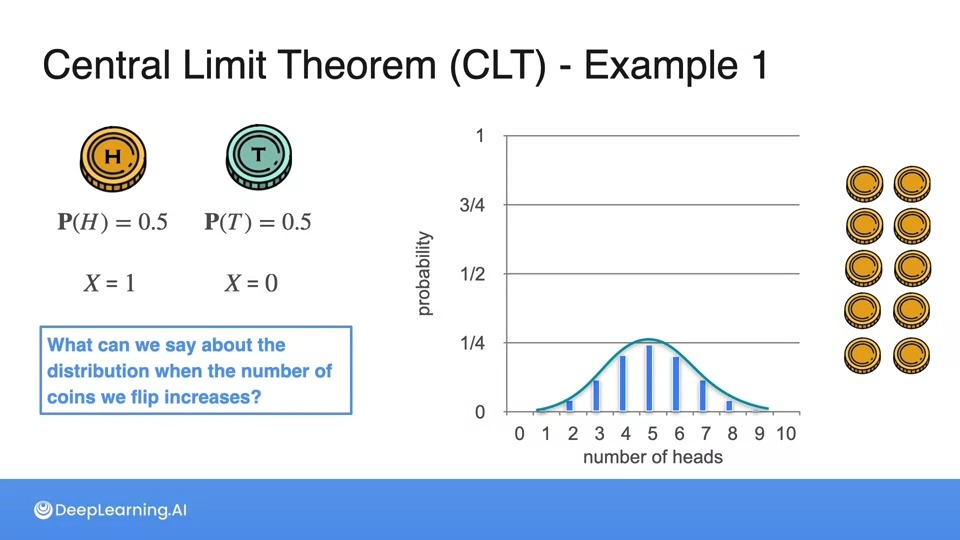 Central Limit Theorem (CLT) - Example 1
H
T
P(H) = 0.5
P(T) = 0.5
X = 1
X = 0
What can we say about the
distribution when the number of
coins we flip increases?
probability
1
3/4
1/2
1/4
0
0 1 2 3 4 5 6 7 8 9 10
number of heads
DeepLearning.AI